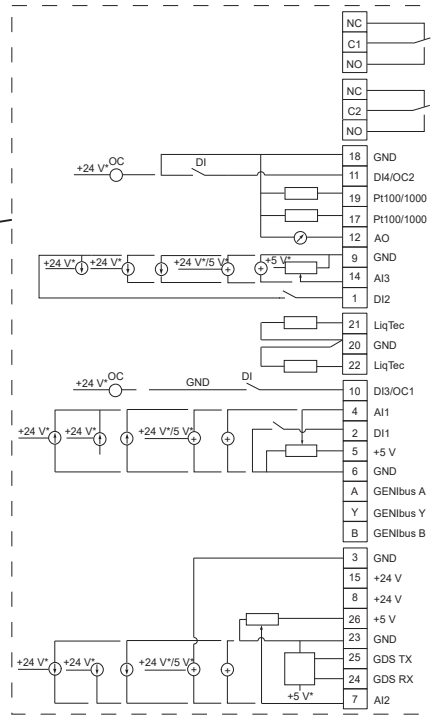 NC
C1
NO
NC
C2
NO
18 GND
+24 V* OC DI 11 DI4/OC2
19 Pt100/1000
17 Pt100/1000
12 AO
9 GND
+24 V* +24 V* +24 V*/5 V* +5 V*
14 AI3
1 DI2
21 LiqTec
20 GND
22 LiqTec
+24 V* OC GND DI 10 DI3/OC1
4 AI1
+24 V* +24 V* +24 V*/5 V* 2 DI1
5 +5 V
6 GND
A GENIbus A
Y GENIbus Y
B GENIbus B
3 GND
15 +24 V
8 +24 V
26 +5 V
23 GND
+24 V* +24 V* +24 V*/5 V* 25 GDS TX
24 GDS RX
+5 V* 7 AI2